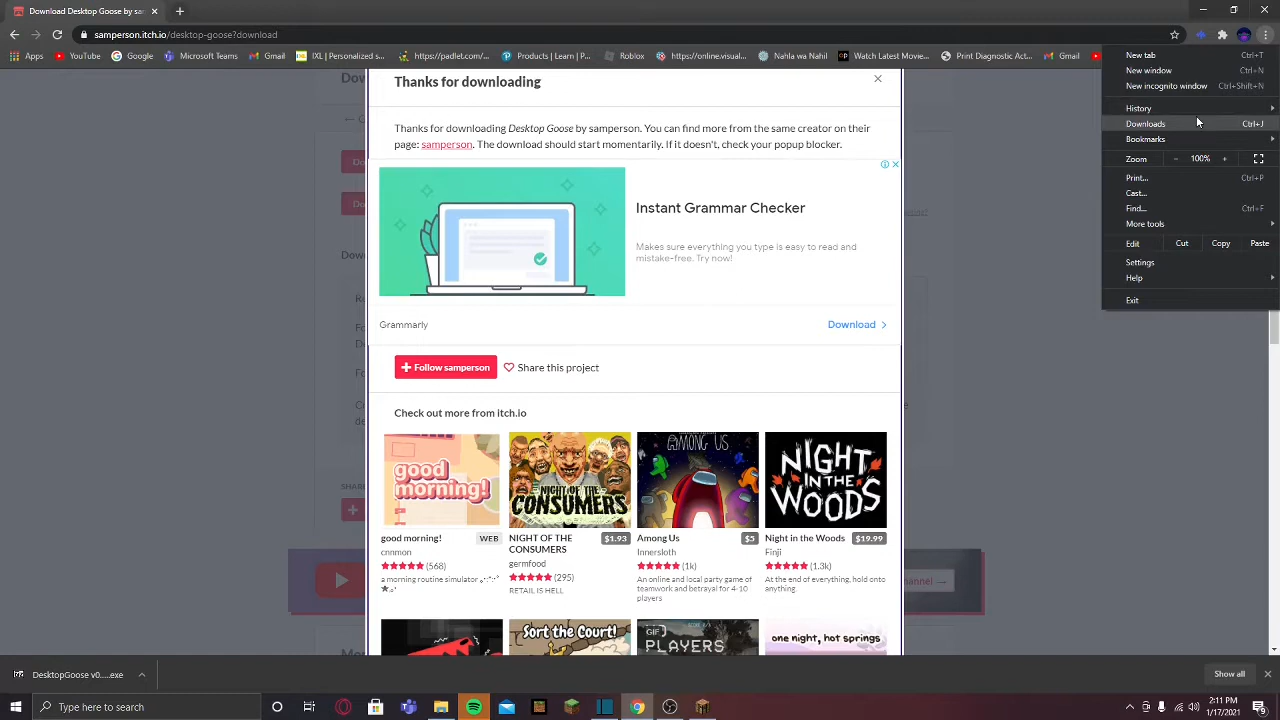 Desktop Goose by sa
samperson.itch.io/desktop-goose?download
Apps
YouTube
Google
Gmail
IXL | Personalized S...
https://padlet.com/...
Products | Learn | P...
Roblox
https://online.visual...
Nahla wa Nahil
Watch Latest Movie...
Print Diagnostic Act...
Gmail
New window Ctrl+N
New incognito window Ctrl+Shift+N
History
Downloads Ctrl+J
Zoom − 100% +
Print... Ctrl+P
Find... Ctrl+F
More tools
Edit Cut Copy Paste
Settings
Help
Exit
Thanks for downloading
Thanks for downloading Desktop Goose by samperson. You can find more from the same creator on their
page: samperson. The download should start momentarily. If it doesn't, check your popup blocker.
Instant Grammar Checker
Makes sure everything you type is easy to read and
mistake-free. Try now!
Grammarly
Download
Follow samperson
Share this project
Check out more from itch.io
good
morning!
NIGHT OF THE
CONSUMERS
AMONG US
NIGHT
IN THE
WOODS
good morning! WEB
cnnmon
(568)
a morning routine simulator
NIGHT OF THE
CONSUMERS
$1.93
germfood
(295)
RETAIL IS HELL
Among Us $5
Innersloth
(1k)
An online and local party game of
teamwork and betrayal for 4-10
players
Night in the Woods $19.99
Finji
(1.3k)
At the end of everything, hold onto
anything.
Sort the Court!
GIF
PLAYERS
one night, hot springs
channel →
DesktopGoose v0....exe
Show all
Type here to search
2:11 PM
1/17/2021